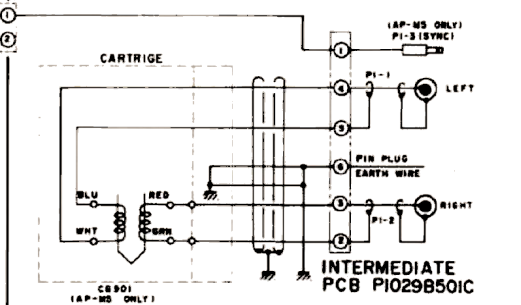 1
2
(AP-M5 ONLY)
P1-3 (SYNC)
1
CARTRIGE
4
P1-1
LEFT
5
6
PIN PLUG
EARTH WIRE
BLU
RED
3
RIGHT
P1-2
WHT
GRN
2
INTERMEDIATE
PCB P1029B501C
CB901
(AP-M5 ONLY)